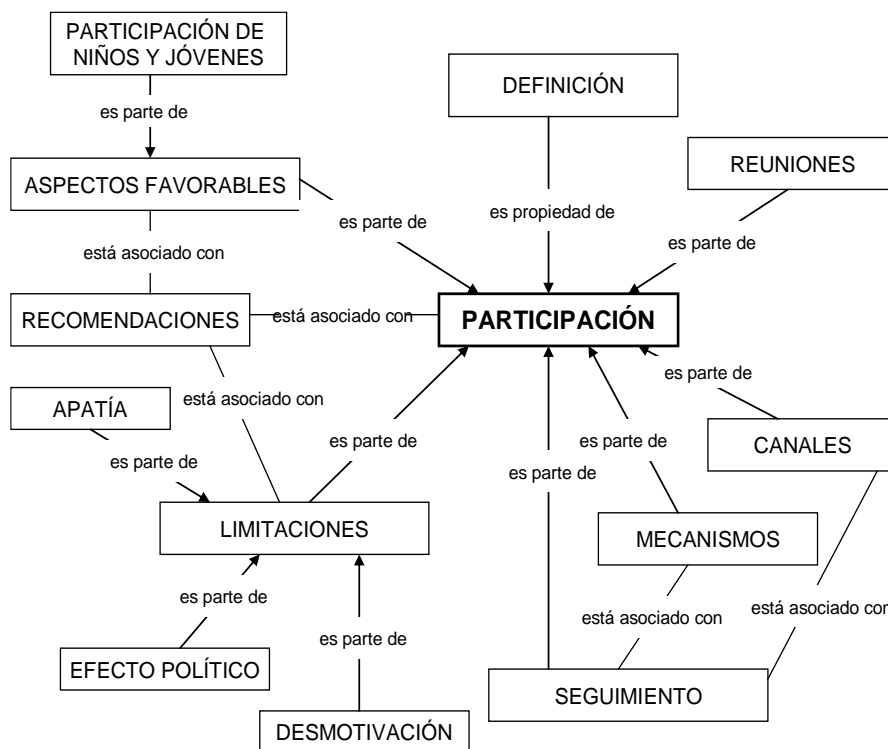 PARTICIPACIÓN DE
NIÑOS Y JÓVENES
DEFINICIÓN
es parte de
REUNIONES
ASPECTOS FAVORABLES
es parte de
es propiedad de
es parte de
está asociado con
RECOMENDACIONES
está asociado con
PARTICIPACIÓN
es parte de
APATÍA
está asociado con
es parte de
es parte de
CANALES
es parte de
es parte de
LIMITACIONES
MECANISMOS
es parte de
está asociado con
está asociado con
es parte de
EFECTO POLÍTICO
SEGUIMIENTO
DESMOTIVACIÓN